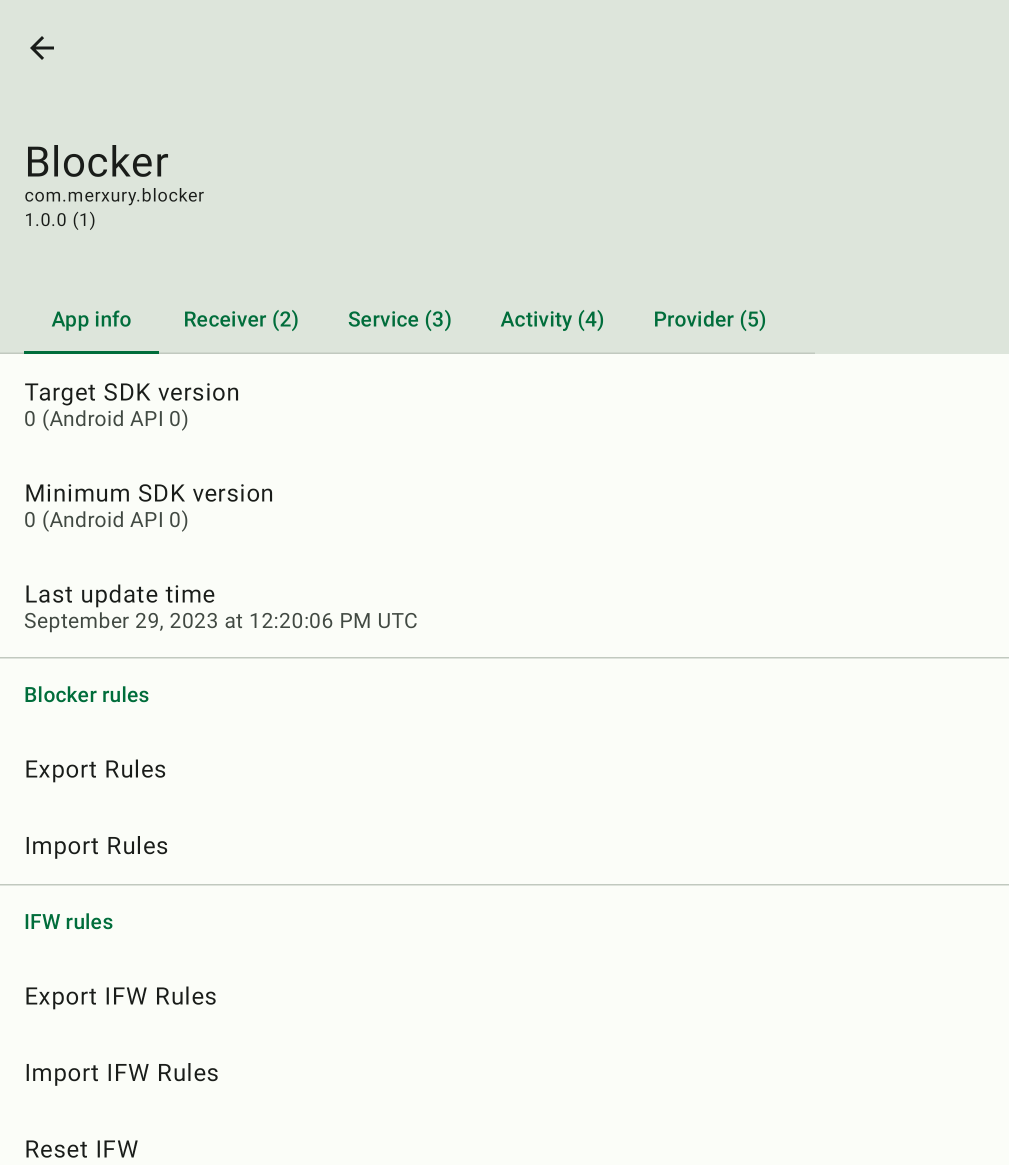 Blocker
com.merxury.blocker
1.0.0 (1)
App info Receiver (2) Service (3) Activity (4) Provider (5)
Target SDK version
0 (Android API 0)
Minimum SDK version
0 (Android API 0)
Last update time
September 29, 2023 at 12:20:06 PM UTC
Blocker rules
Export Rules
Import Rules
IFW rules
Export IFW Rules
Import IFW Rules
Reset IFW